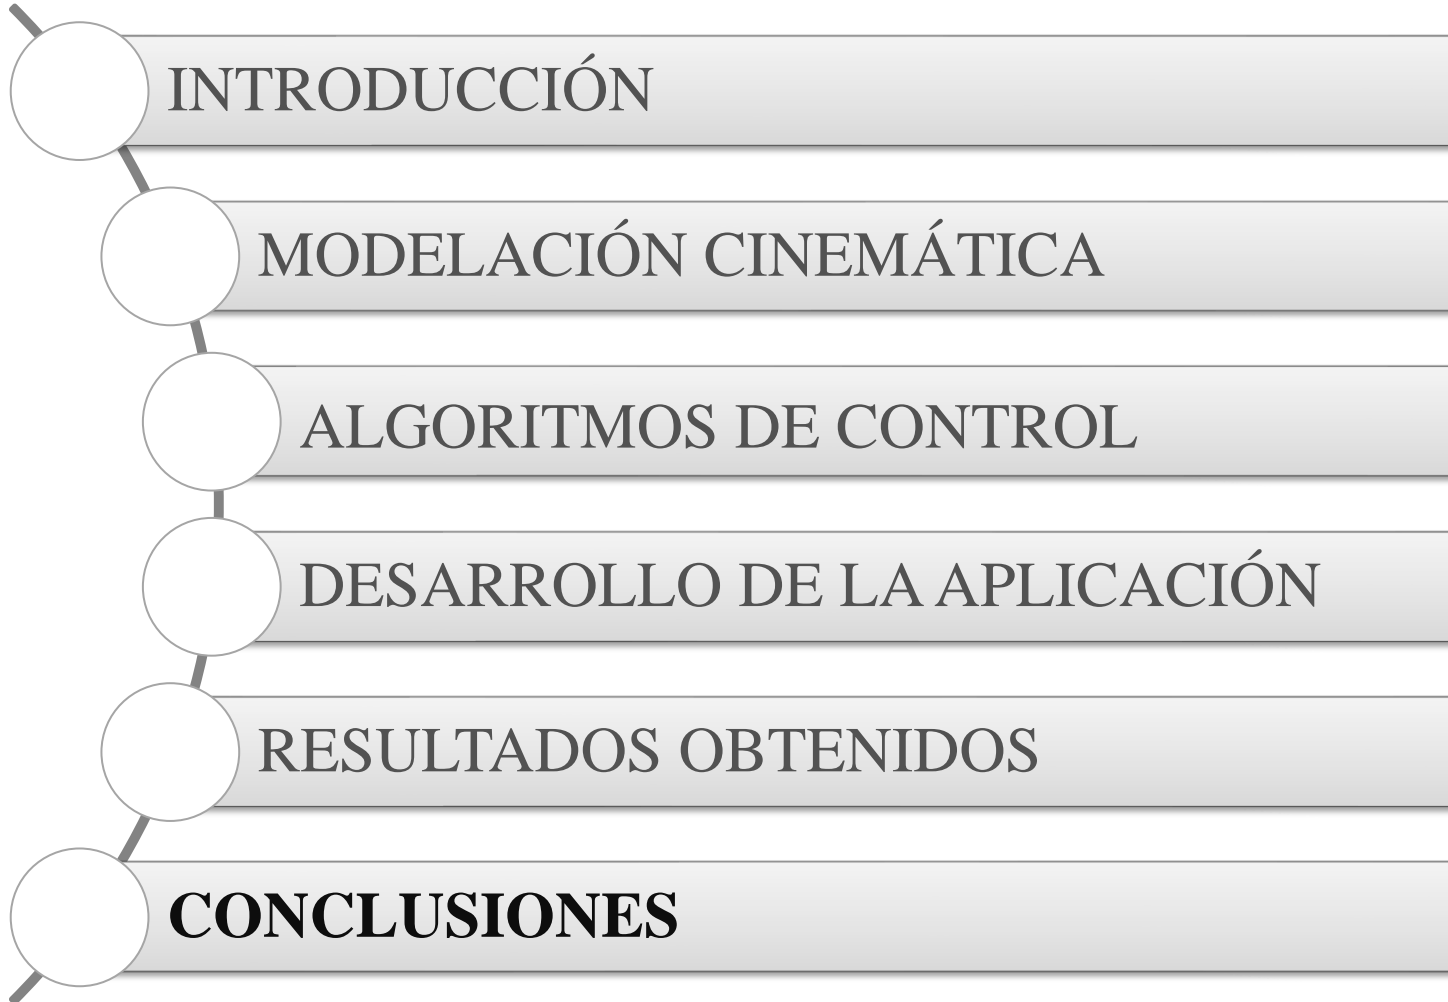 INTRODUCCIÓN
MODELACIÓN CINEMÁTICA
ALGORITMOS DE CONTROL
DESARROLLO DE LA APLICACIÓN
RESULTADOS OBTENIDOS
CONCLUSIONES